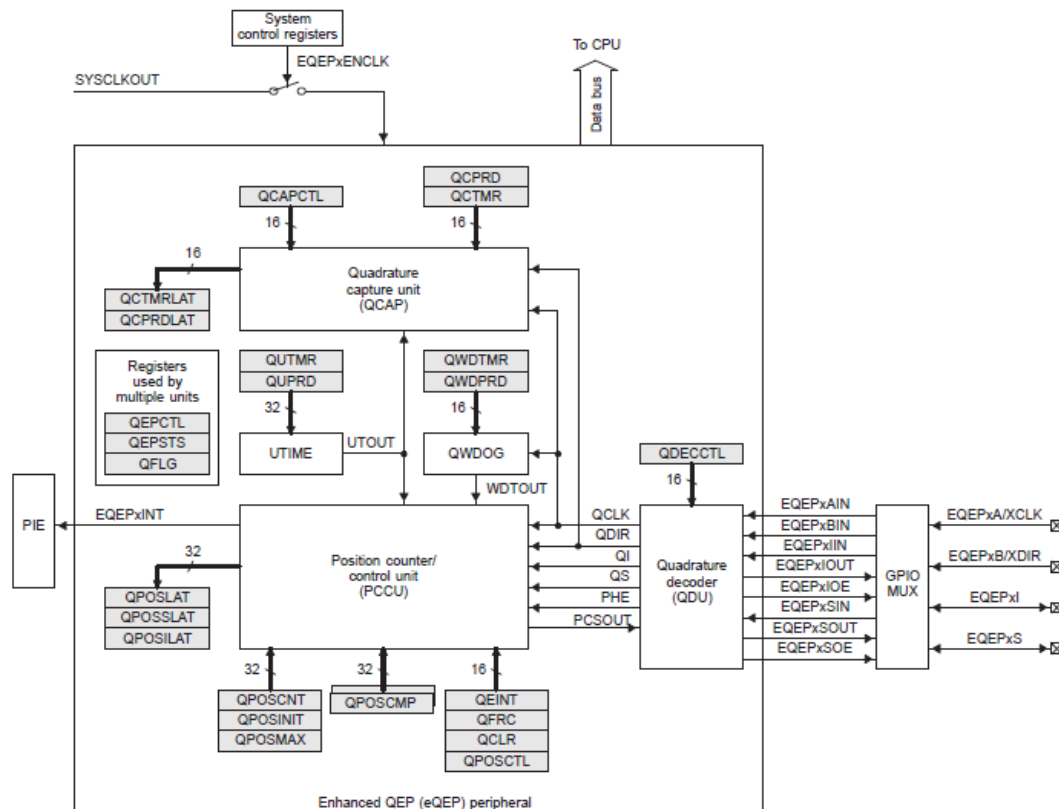 System
control registers
To CPU
EQEPxENCLK
SYSCLKOUT
Data bus
QCPRD
QCAPCTL
QCTMR
16
16
16
Quadrature
capture unit
(QCAP)
QCTMRLAT
QCPRDLAT
Registers
used by
multiple units
QEPCTL
QEPSTS
QFLG
QUTMR
QUPRD
QWDTMR
QWDPRD
32
16
UTIME
UTOUT
QWDOG
WDTOUT
QDECCTL
16
PIE
EQEPxINT
32
QPOSLAT
QPOSSLAT
QPOSILAT
Position counter/
control unit
(PCCU)
QCLK
QDIR
QI
QS
PHE
PCSOUT
Quadrature
decoder
(QDU)
EQEPxAIN
EQEPxBIN
EQEPxIIN
EQEPxIOUT
EQEPxIOE
EQEPxSIN
EQEPxSOUT
EQEPxSOE
GPIO
MUX
EQEPxA/XCLK
EQEPxB/XDIR
EQEPxI
EQEPxS
32
32
16
QPOSCNT
QPOSINIT
QPOSMAX
QPOSCMP
QEINT
QFRC
QCLR
QPOSCTL
Enhanced QEP (eQEP) peripheral